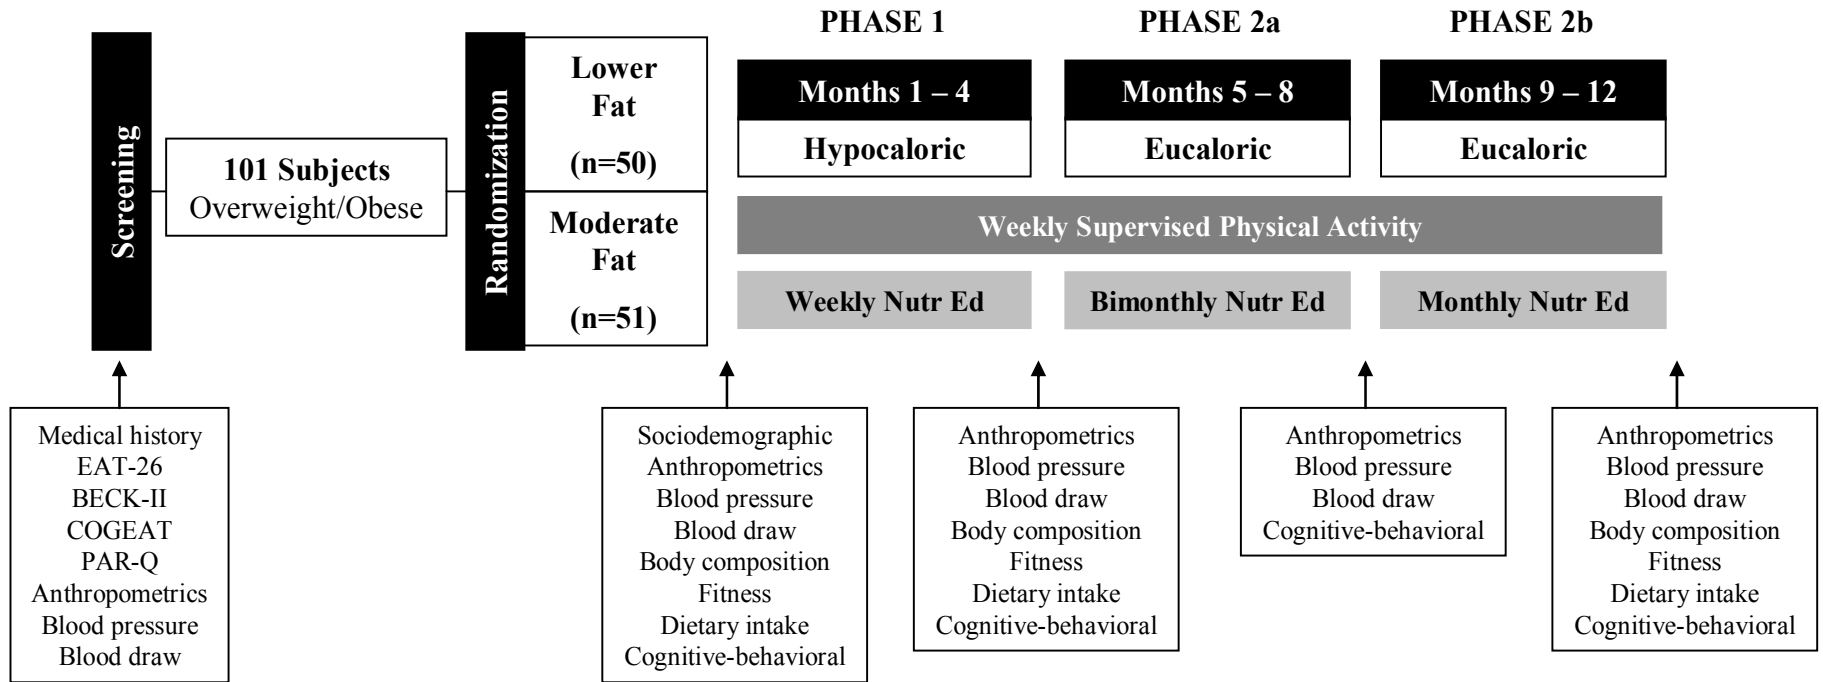 PHASE 1
PHASE 2a
PHASE 2b
Screening
101 Subjects
Overweight/Obese
Randomization
Lower
Fat
(n=50)
Moderate
Fat
(n=51)
Months 1 – 4
Months 5 – 8
Months 9 – 12
Hypocaloric
Eucaloric
Eucaloric
Weekly Supervised Physical Activity
Weekly Nutr Ed
Bimonthly Nutr Ed
Monthly Nutr Ed
Medical history
EAT-26
BECK-II
COGEAT
PAR-Q
Anthropometrics
Blood pressure
Blood draw
Sociodemographic
Anthropometrics
Blood pressure
Blood draw
Body composition
Fitness
Dietary intake
Cognitive-behavioral
Anthropometrics
Blood pressure
Blood draw
Body composition
Fitness
Dietary intake
Cognitive-behavioral
Anthropometrics
Blood pressure
Blood draw
Cognitive-behavioral
Anthropometrics
Blood pressure
Blood draw
Body composition
Fitness
Dietary intake
Cognitive-behavioral